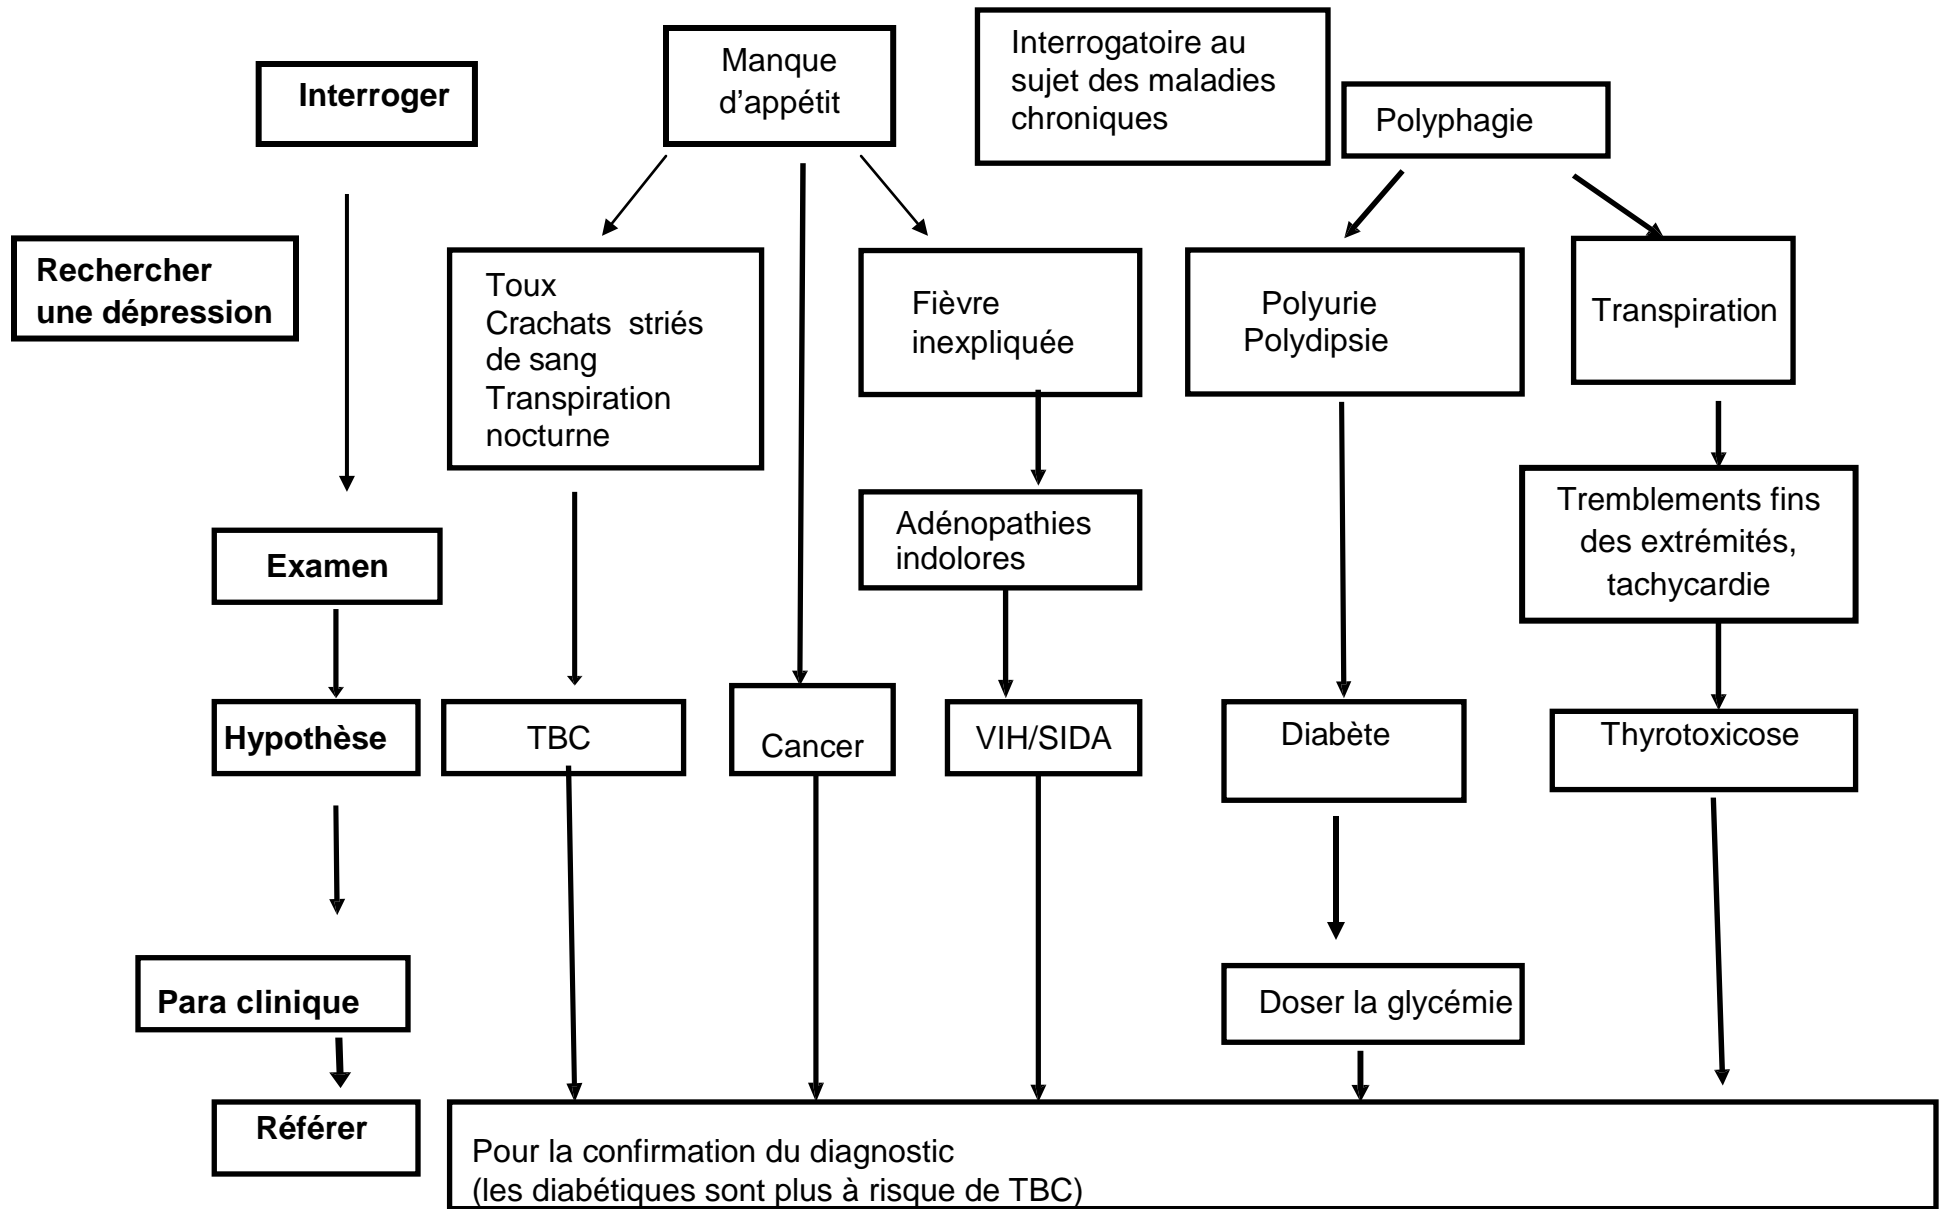 Interroger
Manque
d’appétit
Interrogatoire au
sujet des maladies
chroniques
Polyphagie
Rechercher
une dépression
Toux
Crachats striés
de sang
Transpiration
nocturne
Fièvre
inexpliquée
Polyurie
Polydipsie
Transpiration
Examen
Adénopathies
indolores
Tremblements fins
des extrémités,
tachycardie
Hypothèse
TBC
Cancer
VIH/SIDA
Diabète
Thyrotoxicose
Para clinique
Doser la glycémie
Référer
Pour la confirmation du diagnostic
(les diabétiques sont plus à risque de TBC)